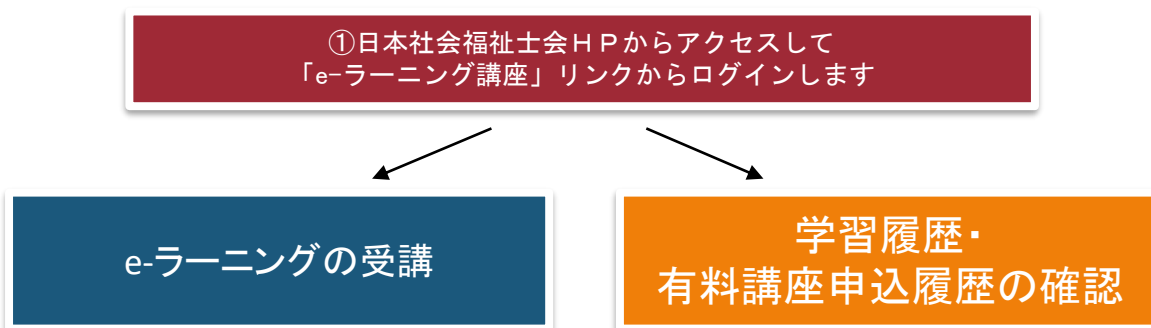 ①日本社会福祉士会ＨＰからアクセスして
「e-ラーニング講座」リンクからログインします
e-ラーニングの受講
学習履歴・
有料講座申込履歴の確認